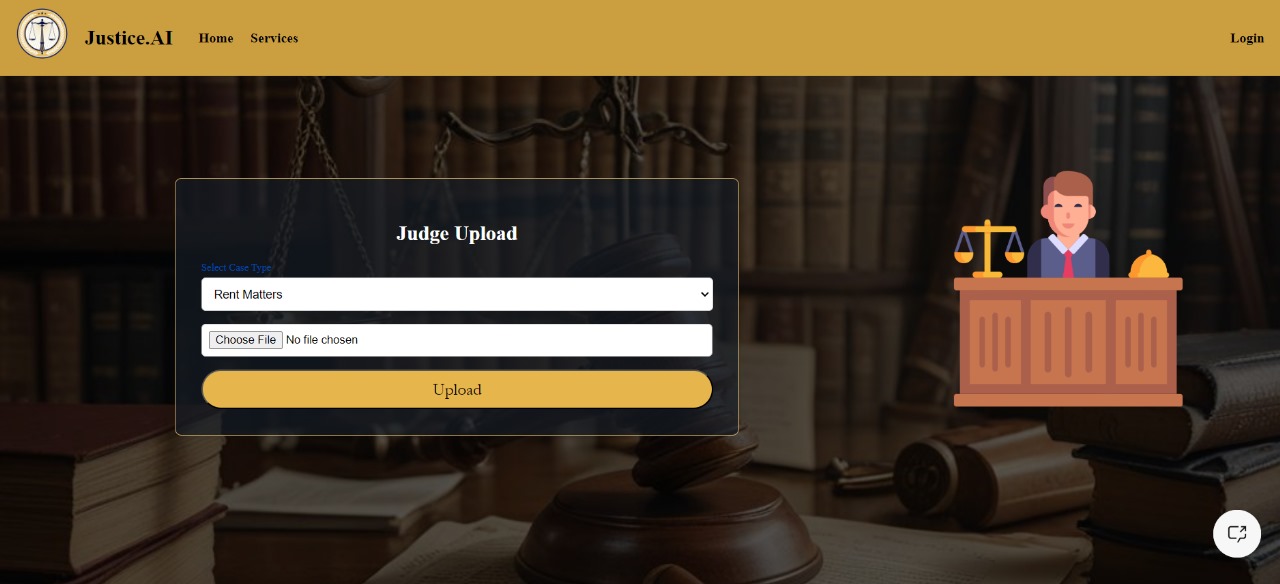 Justice.AI
Home
Services
Login
Judge Upload
Select Case Type
Rent Matters
Choose File No file chosen
Upload